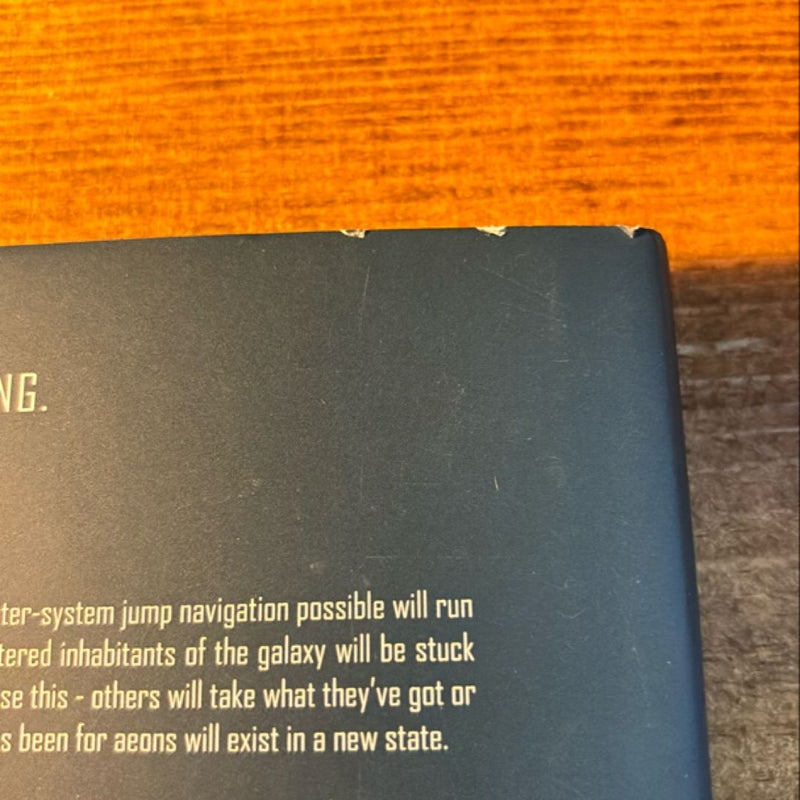 NG.
ter-system jump navigation possible will run
tered inhabitants of the galaxy will be stuck
se this - others will take what they've got or
s been for aeons will exist in a new state.